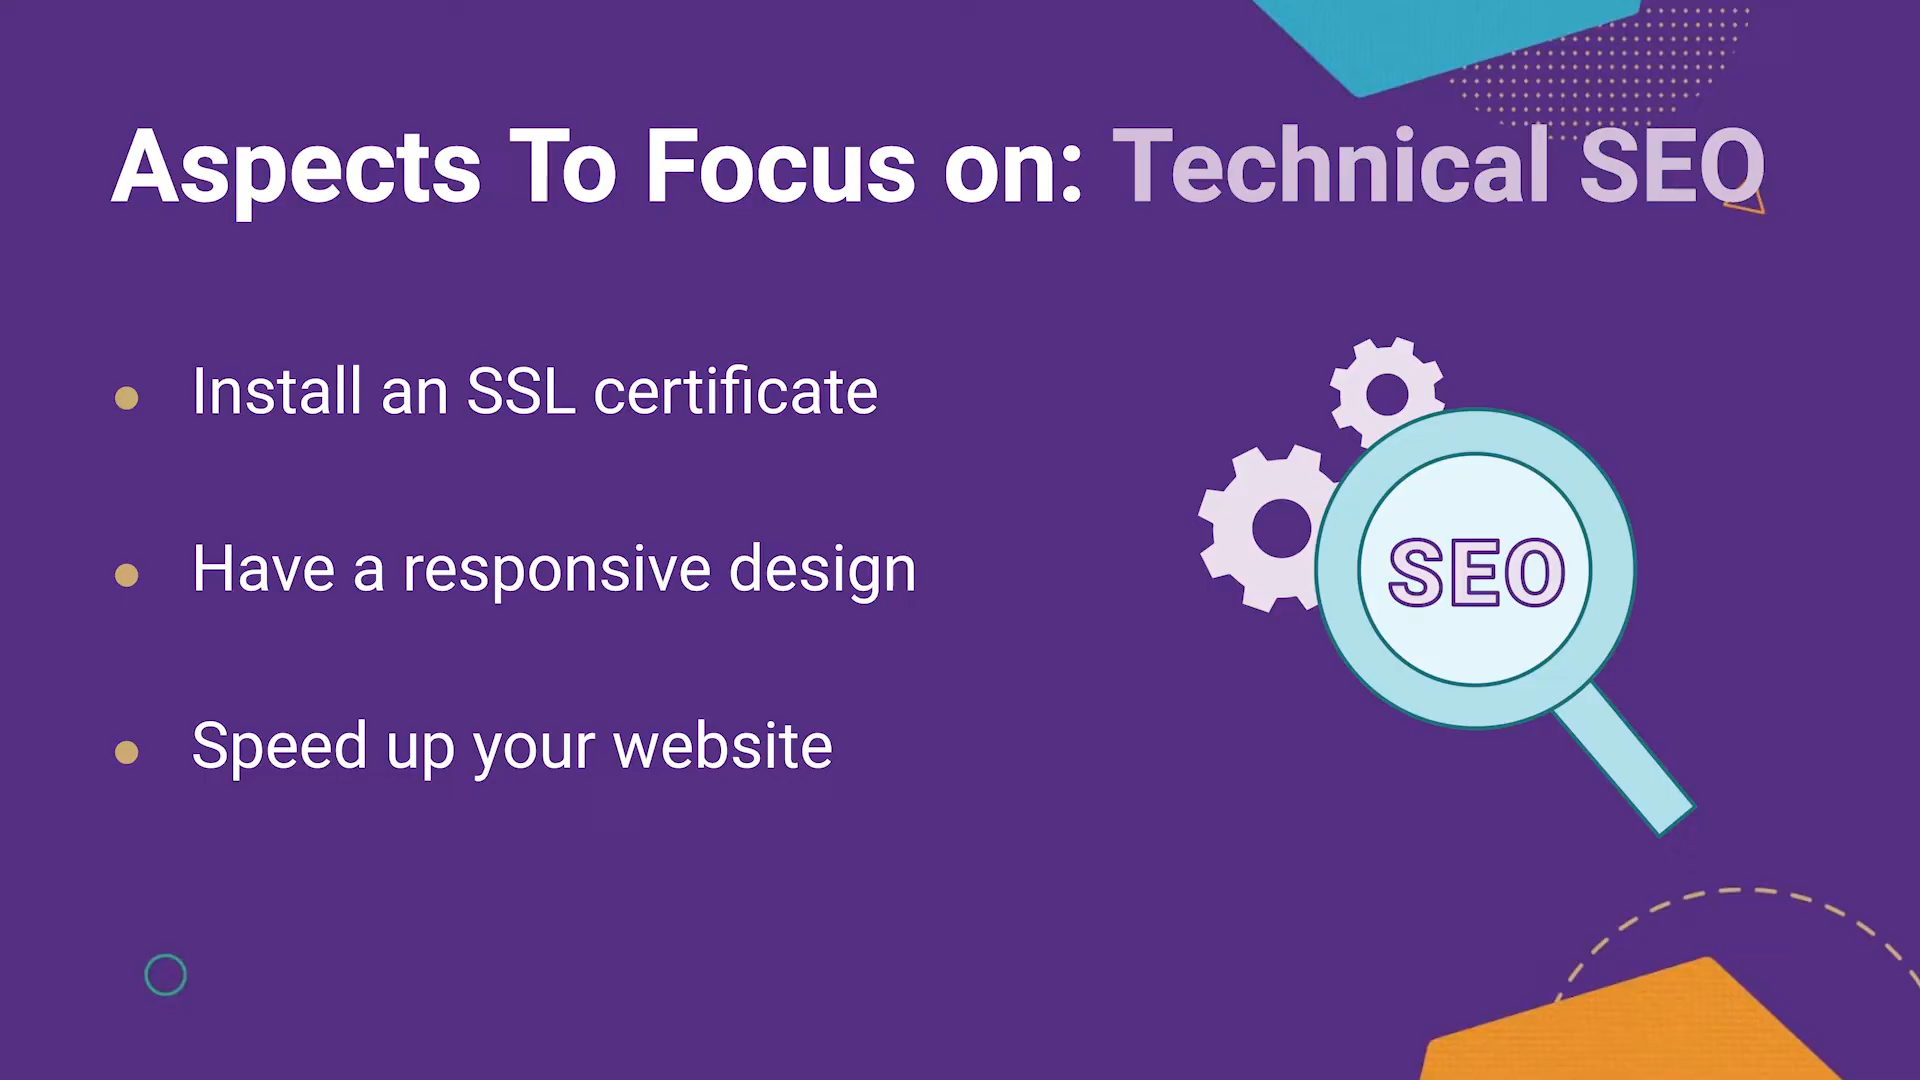 Aspects To Focus on: Technical SEO
Install an SSL certificate
Have a responsive design
Speed up your website
SEO